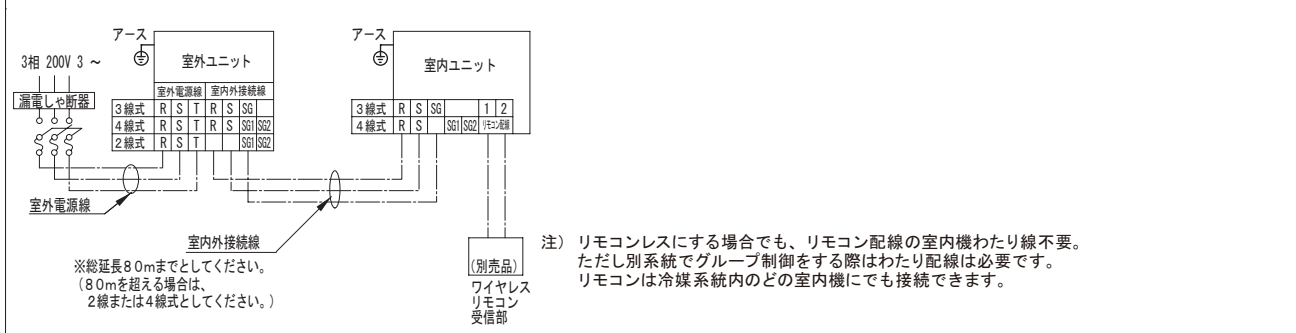 アース
3相 200V 3 ～
室外ユニット
漏電しゃ断器
室外電源線 室内外接続線
3線式 R S T R S SG
4線式 R S T R S SG1 SG2
2線式 R S T SG1 SG2
室外電源線
室内外接続線
※総延長80mまでとしてください。
（80mを超える場合は、
2線または4線式としてください。）
アース
室内ユニット
3線式 R S SG 1 2
4線式 R S SG1 SG2 リモコン配線
(別売品)
ワイヤレス
リモコン
受信部
注） リモコンレスにする場合でも、リモコン配線の室内機わたり線不要。
ただし別系統でグループ制御をする際はわたり配線は必要です。
リモコンは冷媒系統内のどの室内機にでも接続できます。